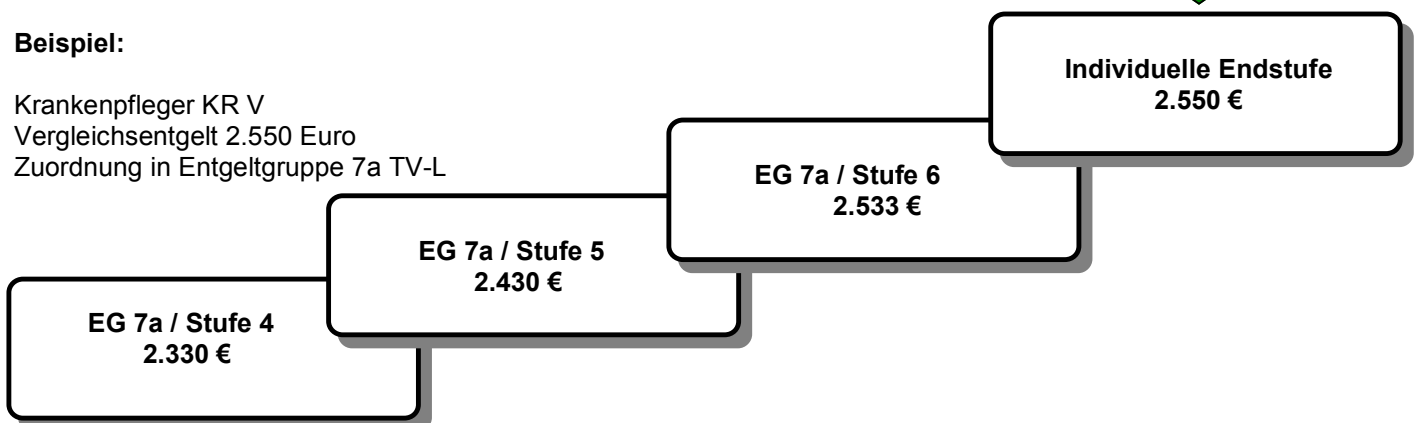 Beispiel:
Krankenpfleger KR V
Vergleichsentgelt 2.550 Euro
Zuordnung in Entgeltgruppe 7a TV-L
Individuelle Endstufe
2.550 €
EG 7a / Stufe 6
2.533 €
EG 7a / Stufe 5
2.430 €
EG 7a / Stufe 4
2.330 €